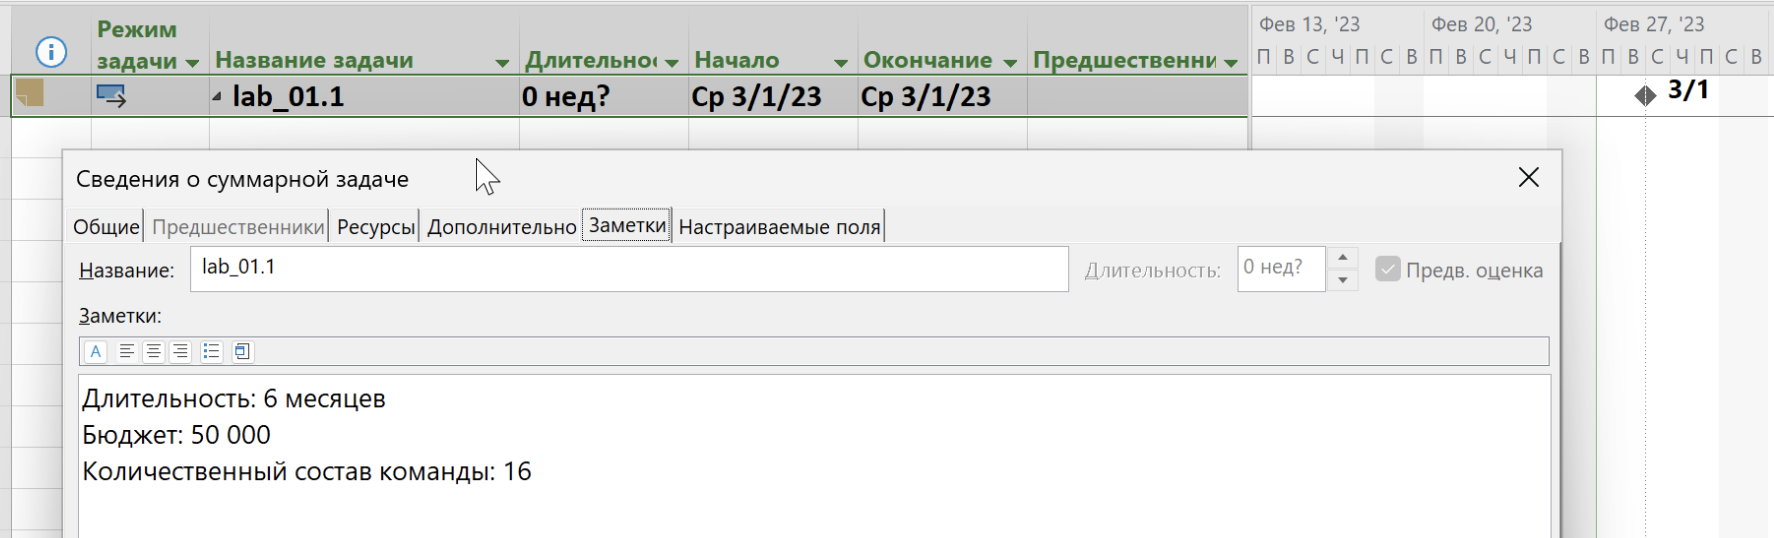 Режим задачи
Название задачи
Длительнос
Начало
Окончание
Предшественни
Фев 13, '23
Фев 20, '23
Фев 27, '23
П В С Ч П С В П В С Ч П С В П В С Ч П С В
lab_01.1
0 нед?
Ср 3/1/23
Ср 3/1/23
3/1
Сведения о суммарной задаче
Общие
Предшественники
Ресурсы
Дополнительно
Заметки
Настраиваемые поля
Название:
lab_01.1
Длительность:
0 нед?
Предв. оценка
Заметки:
A
Длительность: 6 месяцев
Бюджет: 50 000
Количественный состав команды: 16